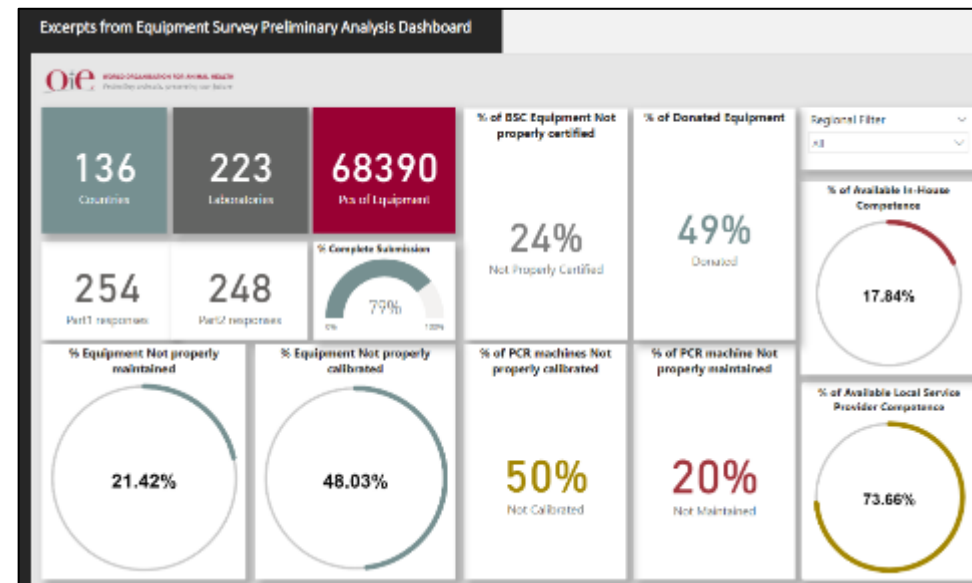 Excerpts from Equipment Survey Preliminary Analysis Dashboard
OiE WORLD ORGANISATION FOR ANIMAL HEALTH
Protecting animals, preserving our future
136
Countries
223
Laboratories
68390
Pcs of Equipment
% of BSC Equipment Not
properly certified
24%
Not Properly Certified
% of Donated Equipment
49%
Donated
Regional Filter
All
% of Available In-House
Competence
17.84%
254
Part1 responses
248
Part2 responses
% Complete Submission
79%
0%
100%
% Equipment Not properly
maintained
21.42%
% Equipment Not properly
calibrated
48.03%
% of PCR machines Not
properly calibrated
50%
Not Calibrated
% of PCR machine Not
properly maintained
20%
Not Maintained
% of Available Local Service
Provider Competence
73.66%